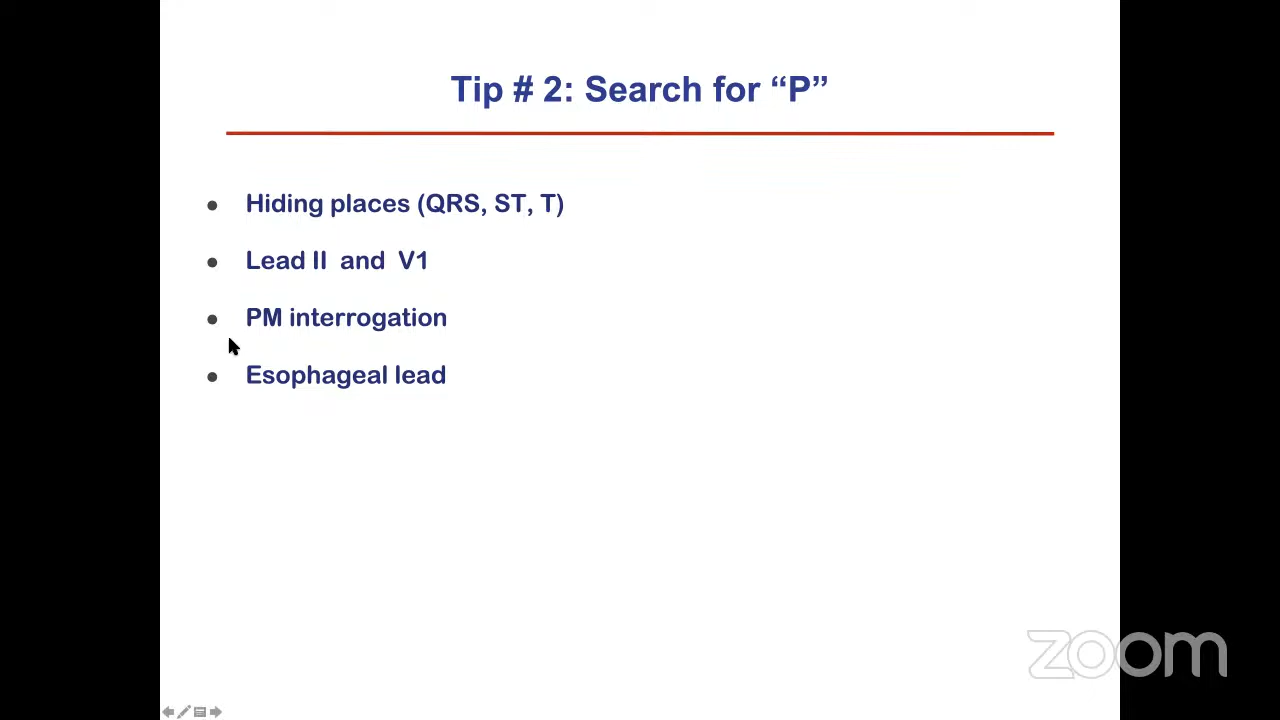 Tip # 2: Search for “P”
Hiding places (QRS, ST, T)
Lead II and V1
PM interrogation
Esophageal lead
zoom